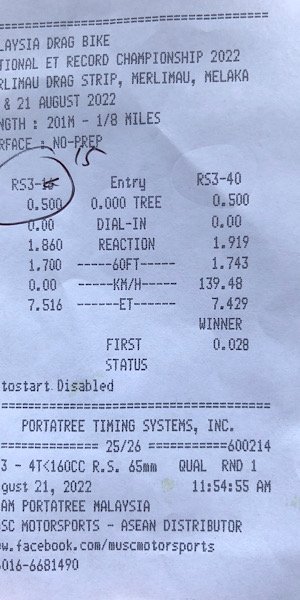 LAYSIA DRAG BIKE
TIONAL ET RECORD CHAMPIONSHIP 2022
RLIMAU DRAG STRIP, MERLIMAU, MELAKA
& 21 AUGUST 2022
NGTH : 201M - 1/8 MILES
RFACE : NO-PREP
15
RS3- Entry RS3-40
0.500 0.000 TREE 0.500
0.00 DIAL-IN 0.00
1.860 REACTION 1.919
1.700 -----60FT----- 1.743
0.00 -----KM/H----- 139.48
7.516 ------ET------ 7.429
WINNER
FIRST 0.028
STATUS
tostart Disabled
PORTATREE TIMING SYSTEMS, INC.
============== 25/26 ===========600214
3 - 4T<160CC R.S. 65mm QUAL RND 1
gust 21, 2022 11:54:55 AM
AM PORTATREE MALAYSIA
SC MOTORSPORTS - ASEAN DISTRIBUTOR
w.facebook.com/muscmotorsports
016-6681490